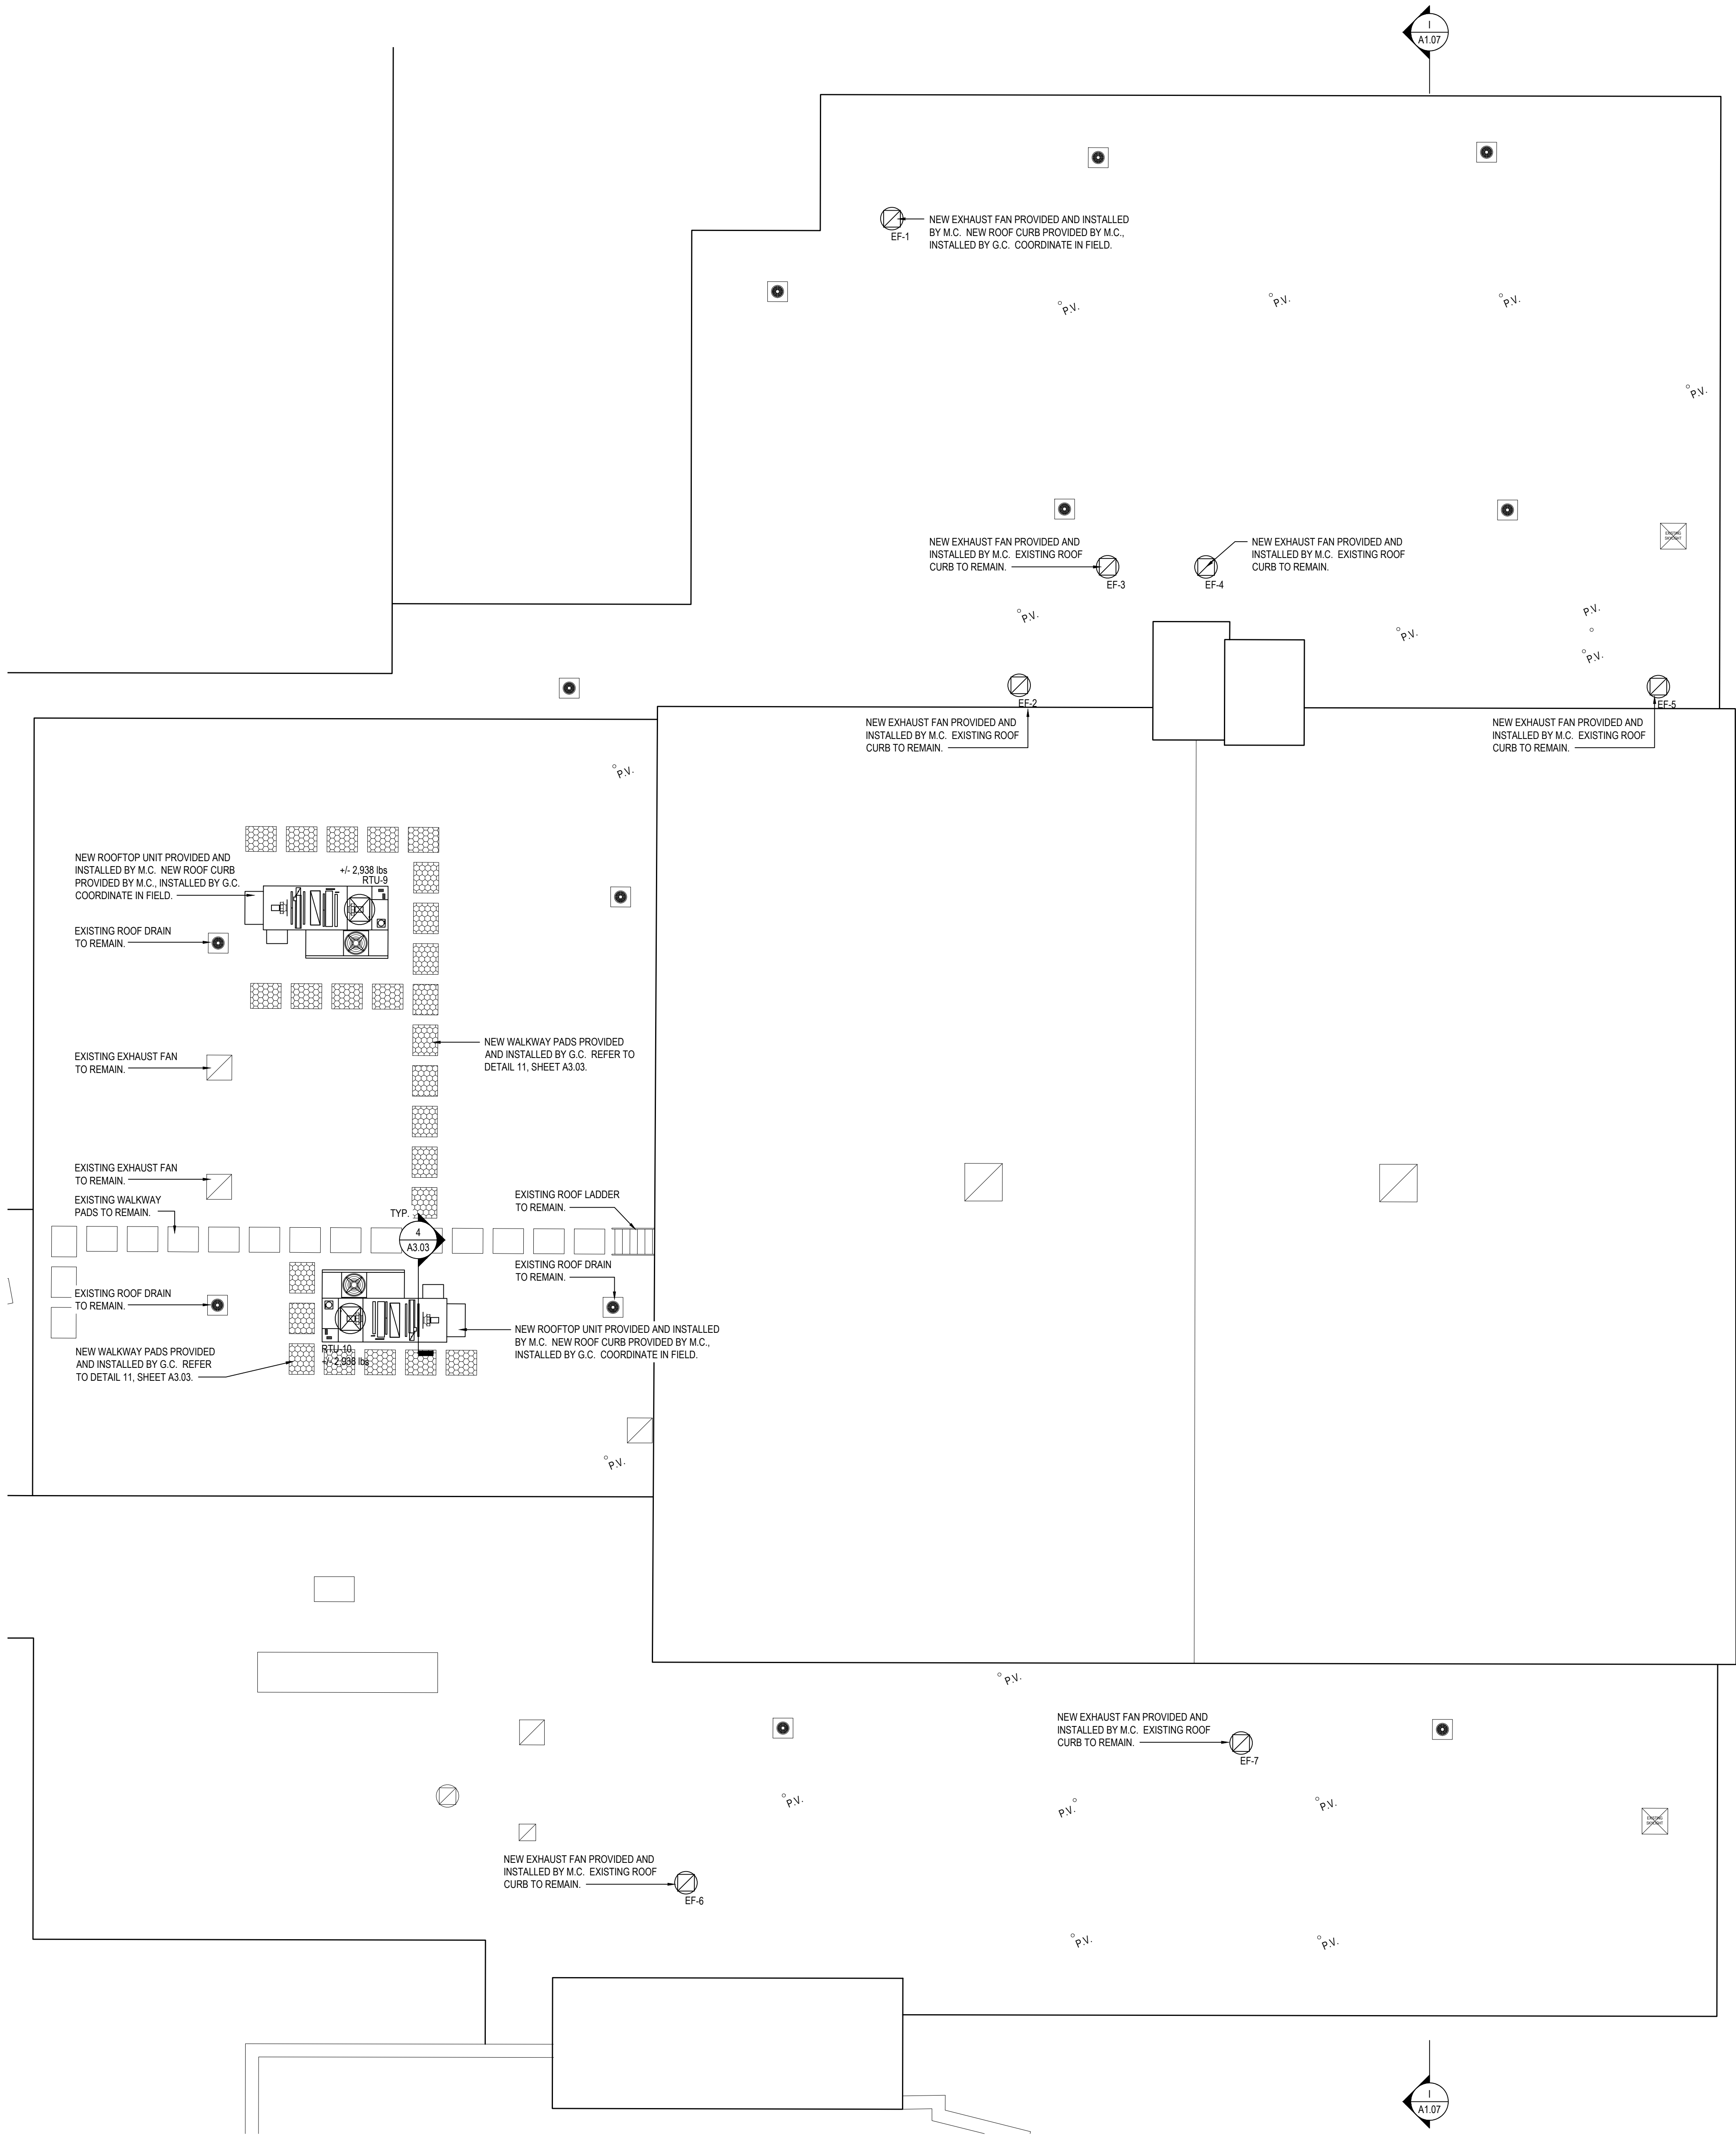 I
A1.07
NEW EXHAUST FAN PROVIDED AND INSTALLED
BY M.C. NEW ROOF CURB PROVIDED BY M.C.,
INSTALLED BY G.C. COORDINATE IN FIELD.
EF-1
P.V.
P.V.
P.V.
P.V.
NEW EXHAUST FAN PROVIDED AND
INSTALLED BY M.C. EXISTING ROOF
CURB TO REMAIN.
EF-3
NEW EXHAUST FAN PROVIDED AND
INSTALLED BY M.C. EXISTING ROOF
CURB TO REMAIN.
EF-4
EXISTING
SKYLIGHT
P.V.
P.V.
P.V.
P.V.
EF-2
NEW EXHAUST FAN PROVIDED AND
INSTALLED BY M.C. EXISTING ROOF
CURB TO REMAIN.
EF-5
NEW EXHAUST FAN PROVIDED AND
INSTALLED BY M.C. EXISTING ROOF
CURB TO REMAIN.
P.V.
NEW ROOFTOP UNIT PROVIDED AND
INSTALLED BY M.C. NEW ROOF CURB
PROVIDED BY M.C., INSTALLED BY G.C.
COORDINATE IN FIELD.
+/- 2,938 lbs
RTU-9
EXISTING ROOF DRAIN
TO REMAIN.
NEW WALKWAY PADS PROVIDED
AND INSTALLED BY G.C. REFER TO
DETAIL 11, SHEET A3.03.
EXISTING EXHAUST FAN
TO REMAIN.
EXISTING EXHAUST FAN
TO REMAIN.
EXISTING WALKWAY
PADS TO REMAIN.
TYP.
4
A3.03
EXISTING ROOF LADDER
TO REMAIN.
EXISTING ROOF DRAIN
TO REMAIN.
EXISTING ROOF DRAIN
TO REMAIN.
NEW ROOFTOP UNIT PROVIDED AND INSTALLED
BY M.C. NEW ROOF CURB PROVIDED BY M.C.,
INSTALLED BY G.C. COORDINATE IN FIELD.
RTU-10
+/- 2,938 lbs
NEW WALKWAY PADS PROVIDED
AND INSTALLED BY G.C. REFER
TO DETAIL 11, SHEET A3.03.
P.V.
P.V.
NEW EXHAUST FAN PROVIDED AND
INSTALLED BY M.C. EXISTING ROOF
CURB TO REMAIN.
EF-7
P.V.
P.V.
P.V.
EXISTING
SKYLIGHT
NEW EXHAUST FAN PROVIDED AND
INSTALLED BY M.C. EXISTING ROOF
CURB TO REMAIN.
EF-6
P.V.
P.V.
I
A1.07